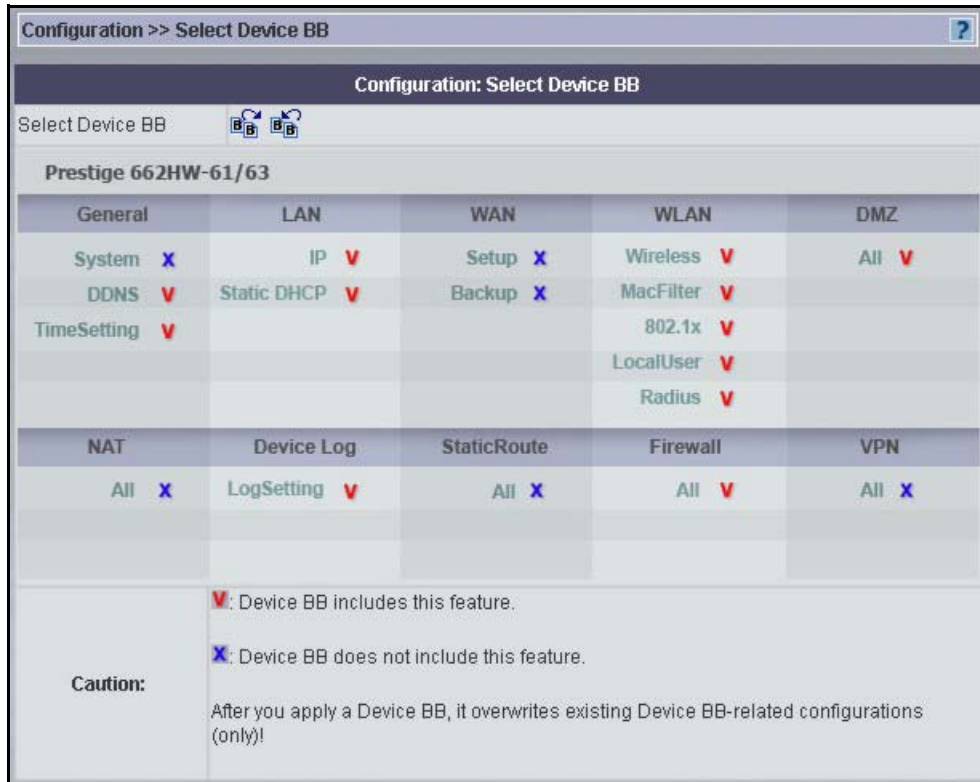 Configuration >> Select Device BB ?
Configuration: Select Device BB
Select Device BB B B B B
Prestige 662HW-61/63
General LAN WAN WLAN DMZ
System X IP V Setup X Wireless V All V
DDNS V Static DHCP V Backup X MacFilter V
TimeSetting V 802.1x V
LocalUser V
Radius V
NAT Device Log StaticRoute Firewall VPN
All X LogSetting V All X All V All X
Caution:
V: Device BB includes this feature.
X: Device BB does not include this feature.
After you apply a Device BB, it overwrites existing Device BB-related configurations
(only)!